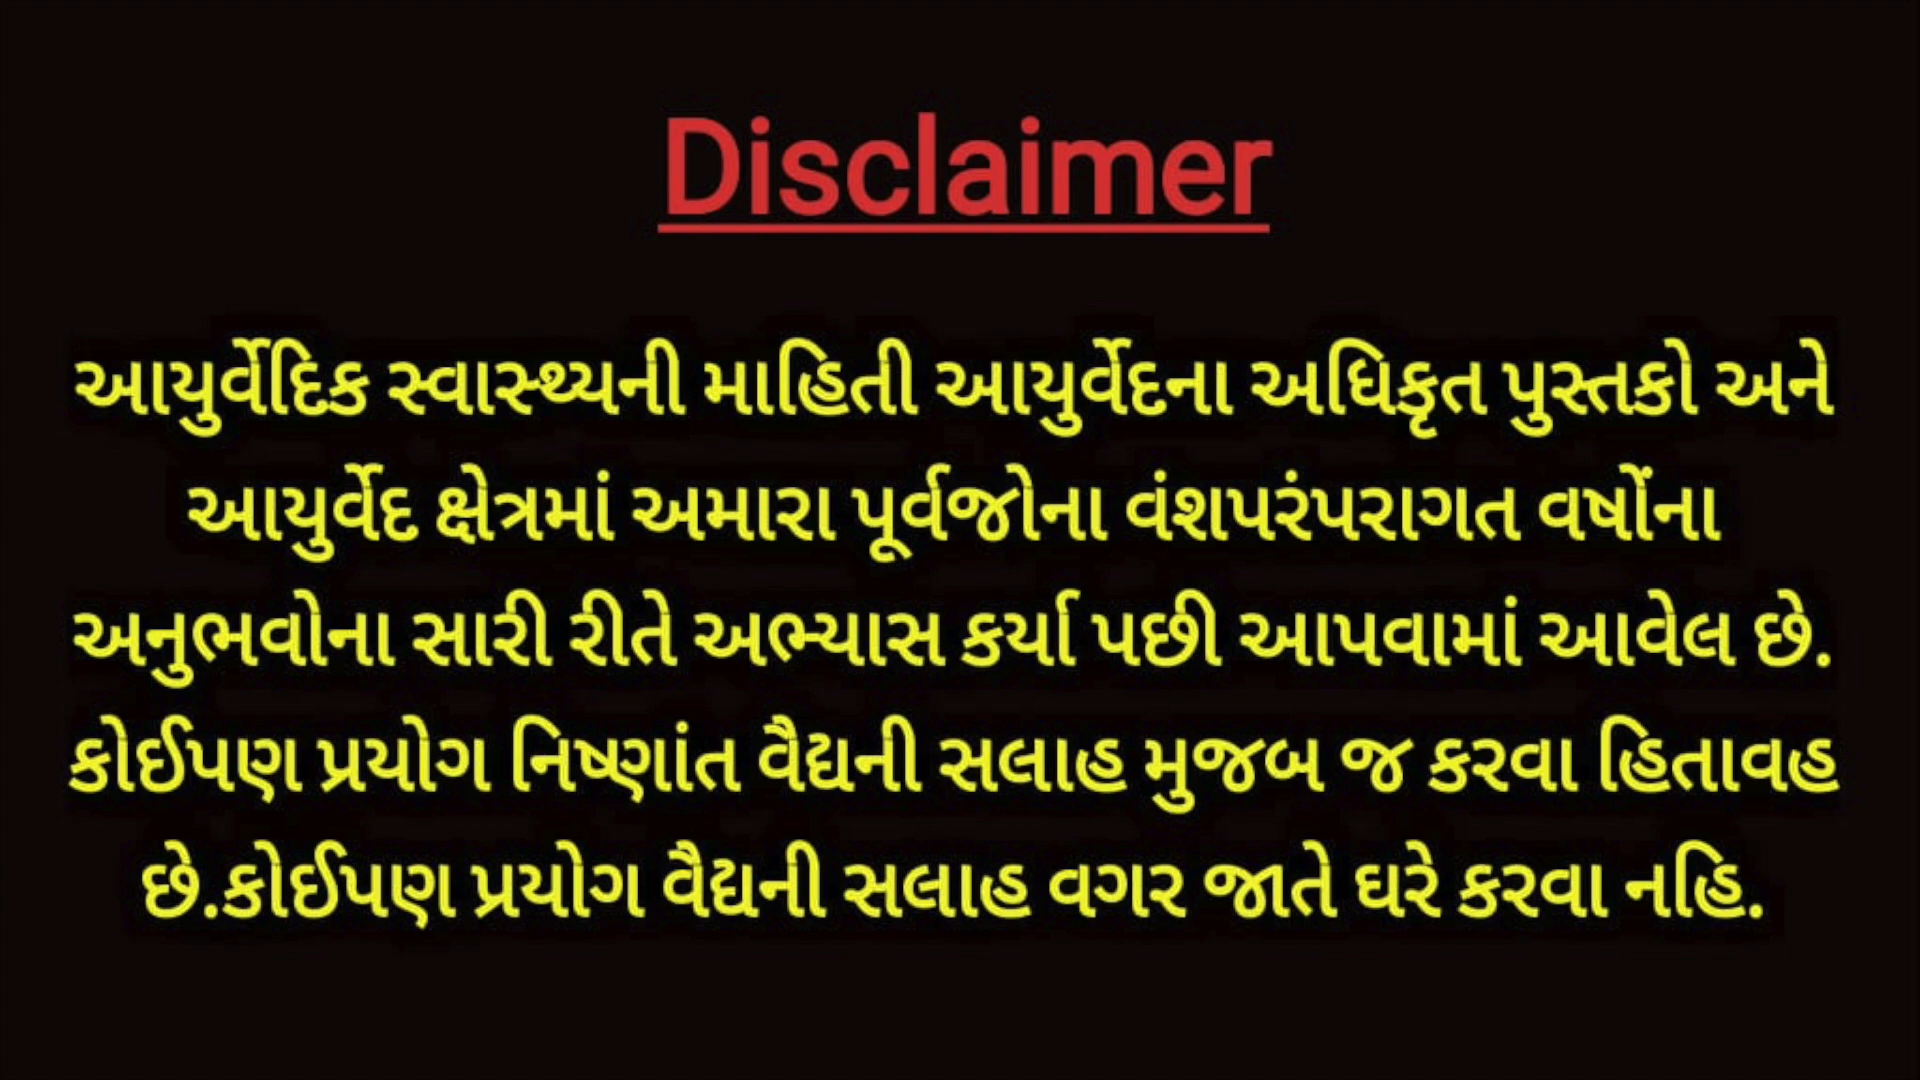 Disclaimer
આયુર્વેદિક સ્વાસ્થ્યની માહિતી આયુર્વેદના અધિકૃત પુસ્તકો અને
આયુર્વેદ ક્ષેત્રમાં અમારા પૂર્વજોના વંશપરંપરાગત વર્ષોના
અનુભવોના સારી રીતે અભ્યાસ કર્યા પછી આપવામાં આવેલ છે.
કોઈપણ પ્રયોગ નિષ્ણાંત વૈદ્યની સલાહ મુજબ જ કરવા હિતાવહ
છે.કોઈપણ પ્રયોગ વૈદ્યની સલાહ વગર જાતે ઘરે કરવા નહિ.